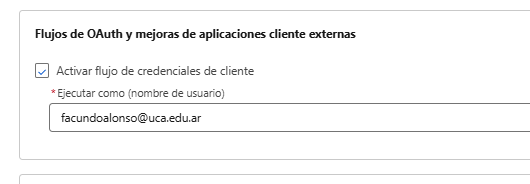 Flujos de OAuth y mejoras de aplicaciones cliente externas
Activar flujo de credenciales de cliente
*Ejecutar como (nombre de usuario)
facundoalonso@uca.edu.ar